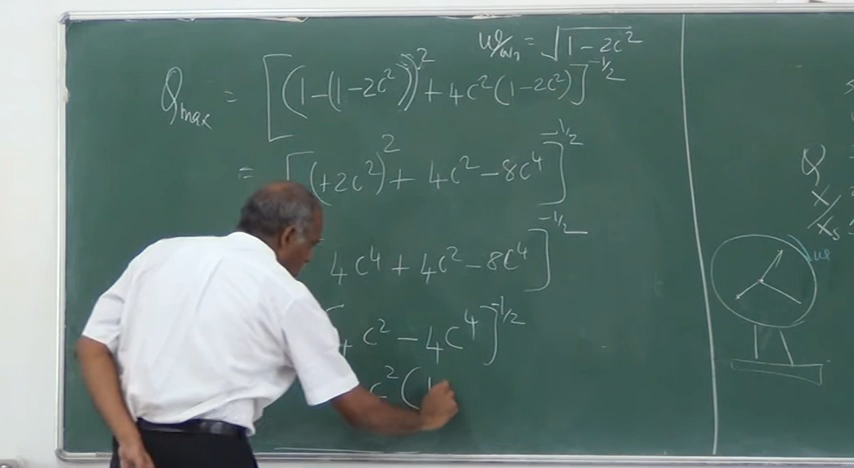 ω/ωn = √(1-2c²)
Qmax = [(1-(1-2c²))² + 4c²(1-2c²)]^-1/2
= [(+2c²)² + 4c² - 8c⁴]^-1/2
4c⁴ + 4c² - 8c⁴]^-1/2
c² - 4c⁴]^-1/2
c² (1
Q
X/Xs